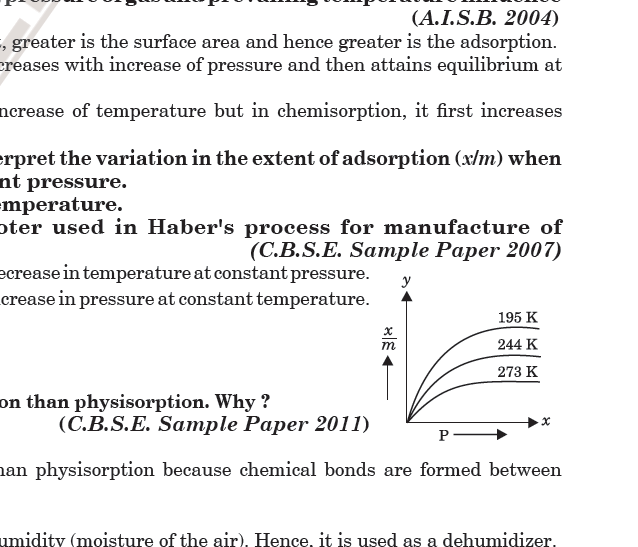 (A.I.S.B. 2004)
, greater is the surface area and hence greater is the adsorption.
creases with increase of pressure and then attains equilibrium at
ncrease of temperature but in chemisorption, it first increases
erpret the variation in the extent of adsorption (x/m) when
nt pressure.
emperature.
oter used in Haber's process for manufacture of
(C.B.S.E. Sample Paper 2007)
ecrease in temperature at constant pressure.
crease in pressure at constant temperature.
y
x
m
195 K
244 K
273 K
x
P
on than physisorption. Why ?
(C.B.S.E. Sample Paper 2011)
han physisorption because chemical bonds are formed between
umidity (moisture of the air). Hence, it is used as a dehumidizer.